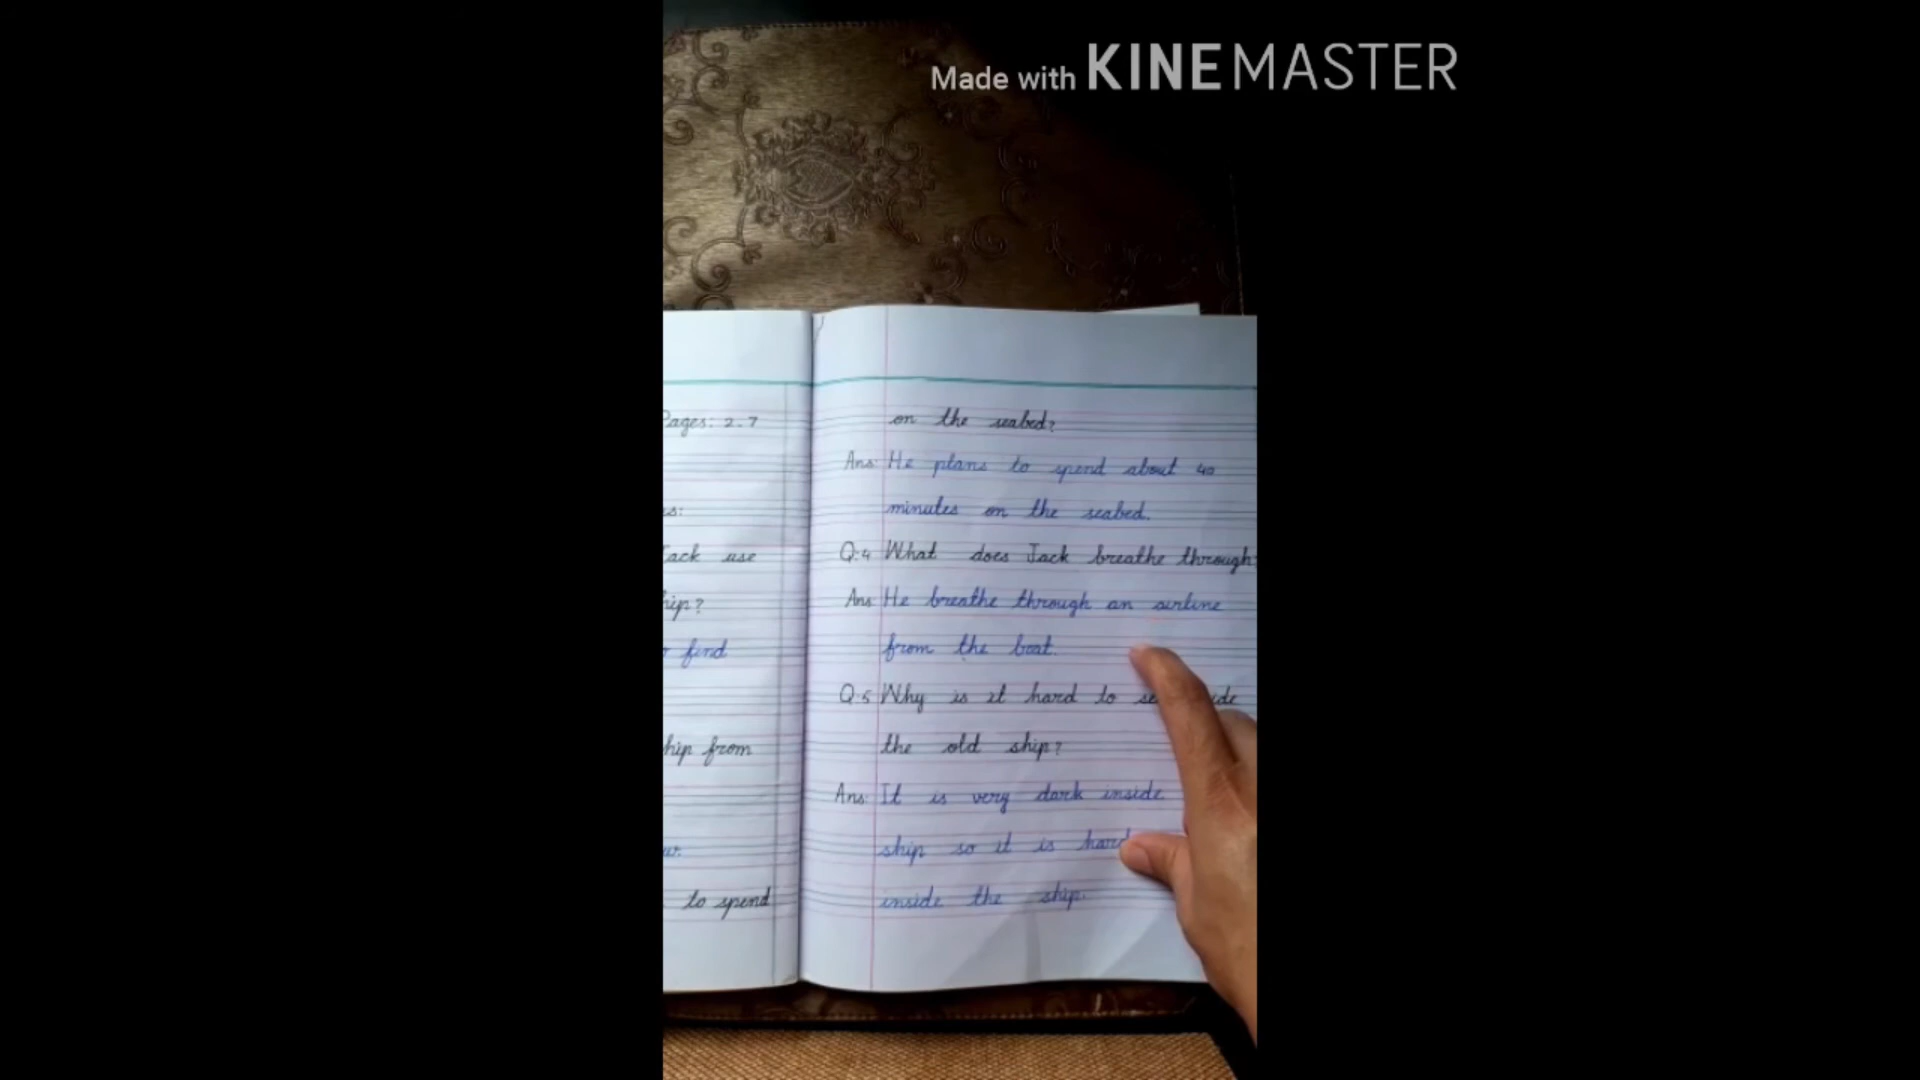 Made with KINEMASTER
Pages: 2-7
s:
Jack use
hip?
find
hip from
to spend
on the seabed?
Ans: He plans to spend about 40
minutes on the seabed.
Q:4 What does Jack breathe through?
Ans: He breathe through an airline
from the boat.
Q:5 Why is it hard to
the old ship?
Ans: It is very dark inside
ship so it is hard
inside the ship.